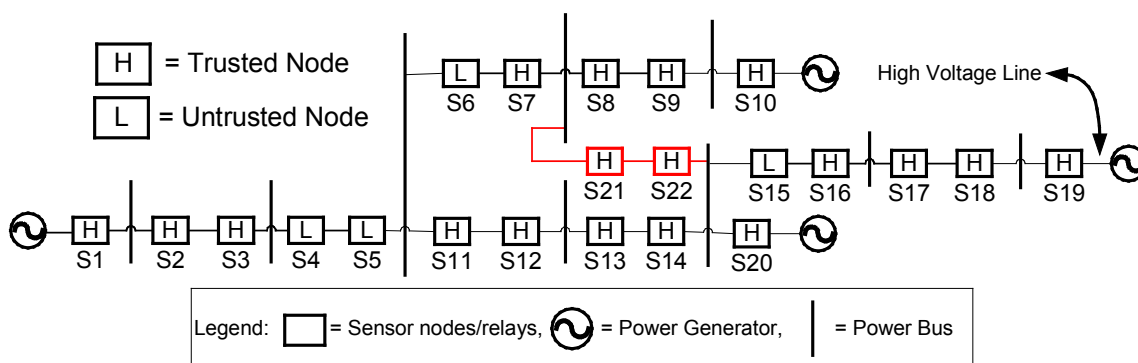 H = Trusted Node
L = Untrusted Node
L H H H H
S6 S7 S8 S9 S10
High Voltage Line
H H L H H H H
S21 S22 S15 S16 S17 S18 S19
H H H L L H H H H H
S1 S2 S3 S4 S5 S11 S12 S13 S14 S20
Legend: = Sensor nodes/relays, = Power Generator, = Power Bus